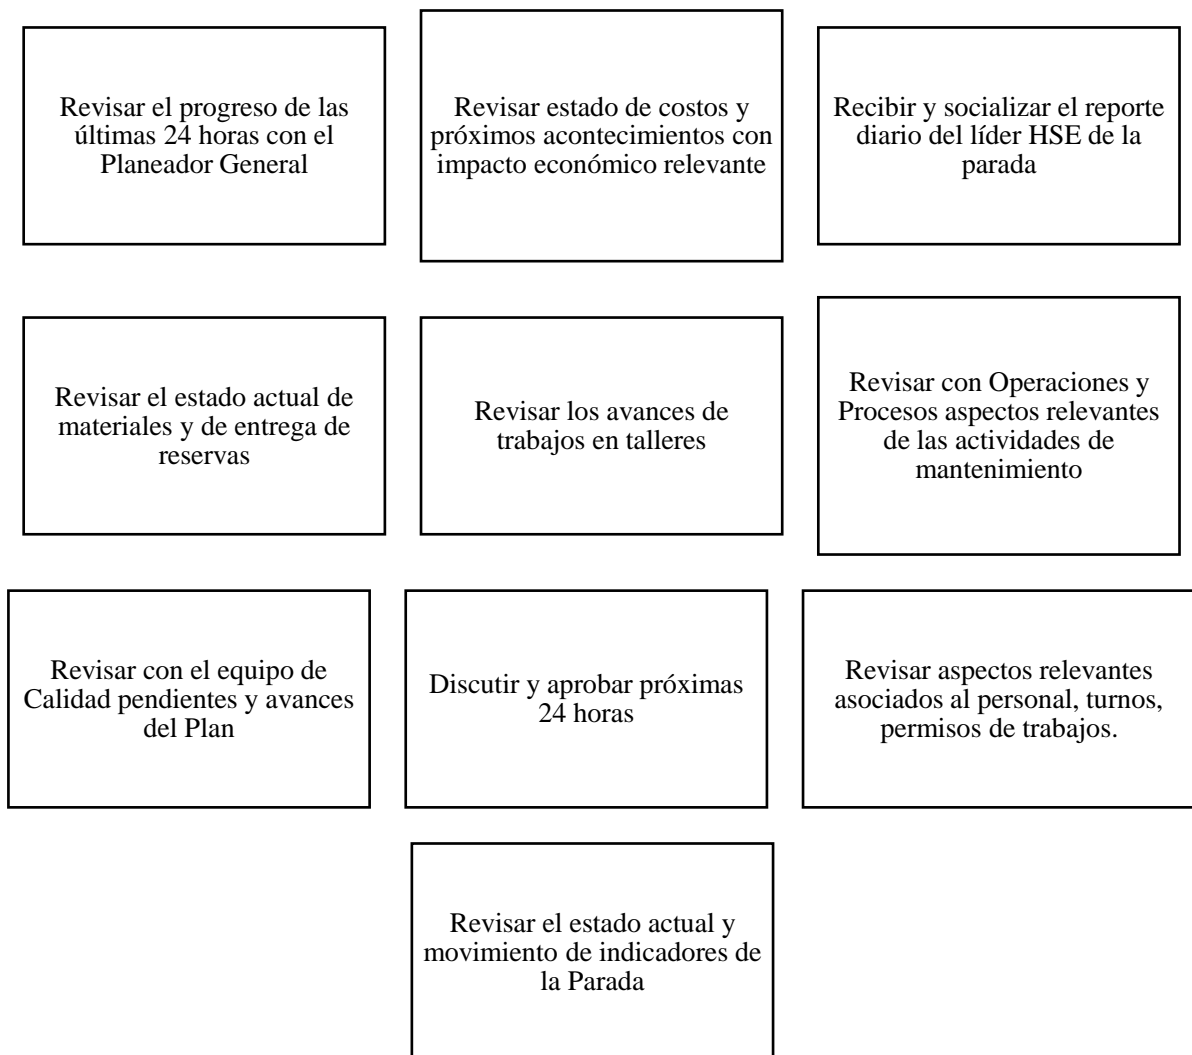 Revisar el progreso de las
últimas 24 horas con el
Planeador General
Revisar estado de costos y
próximos acontecimientos con
impacto económico relevante
Recibir y socializar el reporte
diario del líder HSE de la
parada
Revisar el estado actual de
materiales y de entrega de
reservas
Revisar los avances de
trabajos en talleres
Revisar con Operaciones y
Procesos aspectos relevantes
de las actividades de
mantenimiento
Revisar con el equipo de
Calidad pendientes y avances
del Plan
Discutir y aprobar próximas
24 horas
Revisar aspectos relevantes
asociados al personal, turnos,
permisos de trabajos.
Revisar el estado actual y
movimiento de indicadores de
la Parada